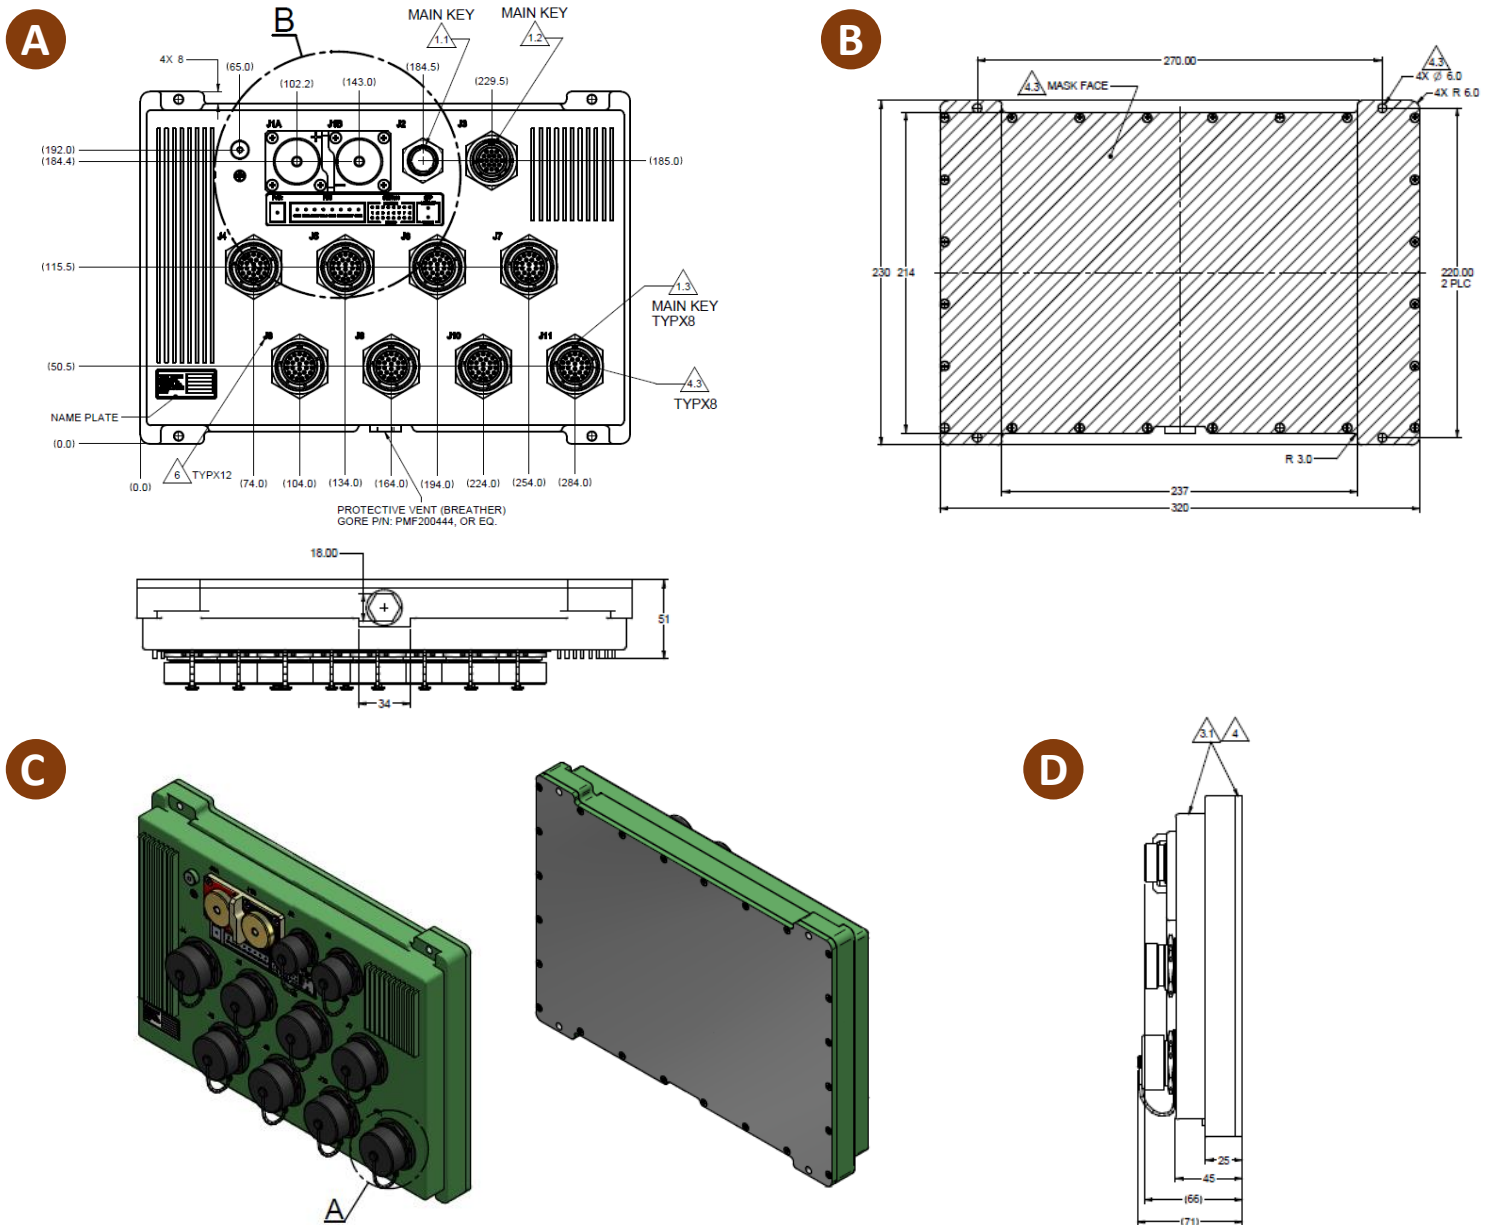 A
B
MAIN KEY
1.1
MAIN KEY
1.2
4X 8
(65.0)
(102.2)
(143.0)
(184.5)
(229.5)
J1A
J1B
J2
J3
(192.0)
(184.4)
(185.0)
J4
J5
J6
J7
(115.5)
1.3
MAIN KEY
TYPX8
J8
J9
J10
J11
(50.5)
4.3
TYPX8
NAME PLATE
(0.0)
(0.0)
6
TYPX12
(74.0)
(104.0)
(134.0)
(164.0)
(194.0)
(224.0)
(254.0)
(284.0)
PROTECTIVE VENT (BREATHER)
GORE P/N: PMF200444, OR EQ.
18.00
51
34
B
270.00
4.3
4X Ø 6.0
4X R 6.0
4.3
MASK FACE
230
214
220.00
2 PLC
R 3.0
237
320
C
A
D
3.1
4
25
45
(66)
(71)